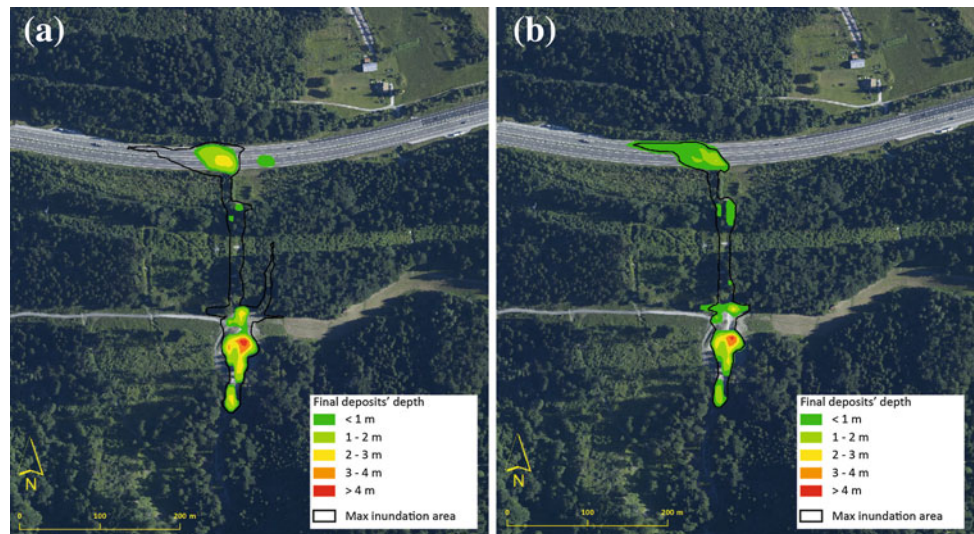 (a)
Final deposits' depth
< 1 m
1 - 2 m
2 - 3 m
3 - 4 m
> 4 m
Max inundation area
N
0 100 200 m
(b)
Final deposits' depth
< 1 m
1 - 2 m
2 - 3 m
3 - 4 m
> 4 m
Max inundation area
N
0 100 200 m